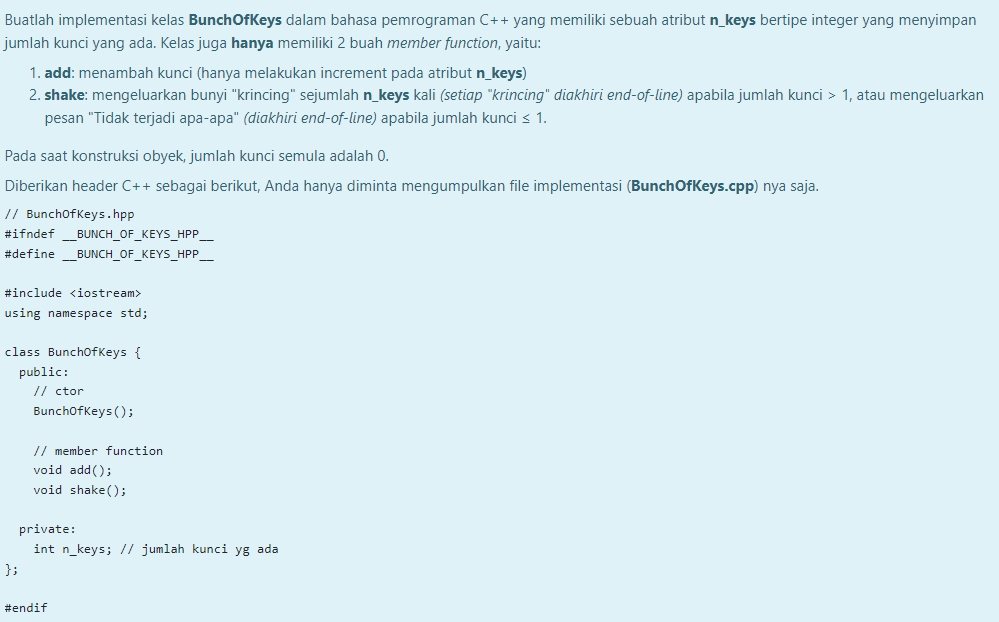 Buatlah implementasi kelas BunchOfKeys dalam bahasa pemrograman C++ yang memiliki sebuah atribut n_keys bertipe integer yang menyimpan
jumlah kunci yang ada. Kelas juga hanya memiliki 2 buah member function, yaitu:
1. add: menambah kunci (hanya melakukan increment pada atribut n_keys)
2. shake: mengeluarkan bunyi "krincing" sejumlah n_keys kali (setiap "krincing" diakhiri end-of-line) apabila jumlah kunci > 1, atau mengeluarkan
pesan "Tidak terjadi apa-apa" (diakhiri end-of-line) apabila jumlah kunci ≤ 1.
Pada saat konstruksi obyek, jumlah kunci semula adalah 0.
Diberikan header C++ sebagai berikut, Anda hanya diminta mengumpulkan file implementasi (BunchOfKeys.cpp) nya saja.
// BunchOfKeys.hpp
#ifndef __BUNCH_OF_KEYS_HPP__
#define __BUNCH_OF_KEYS_HPP__

#include <iostream>
using namespace std;

class BunchOfKeys {
  public:
    // ctor
    BunchOfKeys();

    // member function
    void add();
    void shake();

  private:
    int n_keys; // jumlah kunci yg ada
};

#endif